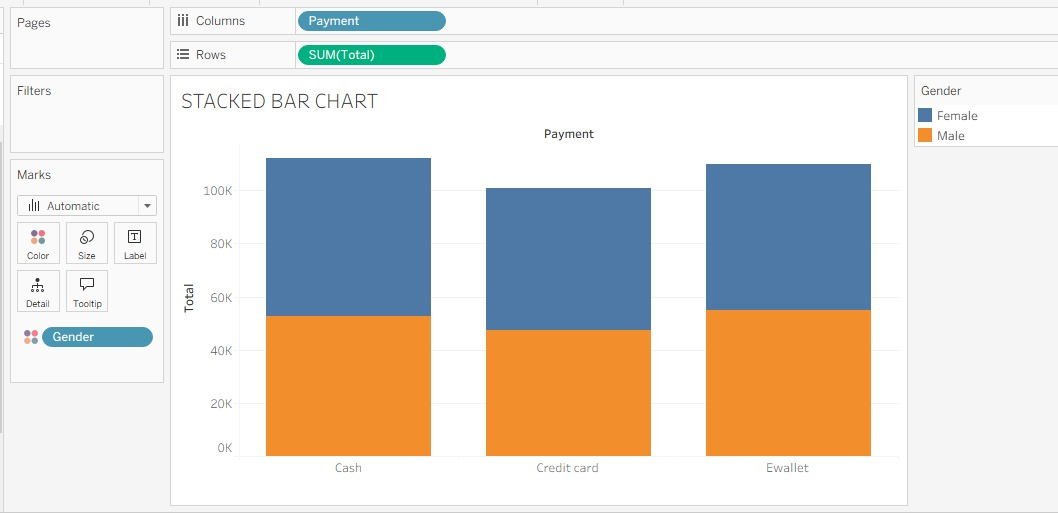 Pages
Columns
Payment
Rows
SUM(Total)
Filters
Marks
Automatic
Color
Size
Label
Detail
Tooltip
Gender
STACKED BAR CHART
Payment
Total
100K
80K
60K
40K
20K
0K
Cash
Credit card
Ewallet
Gender
Female
Male